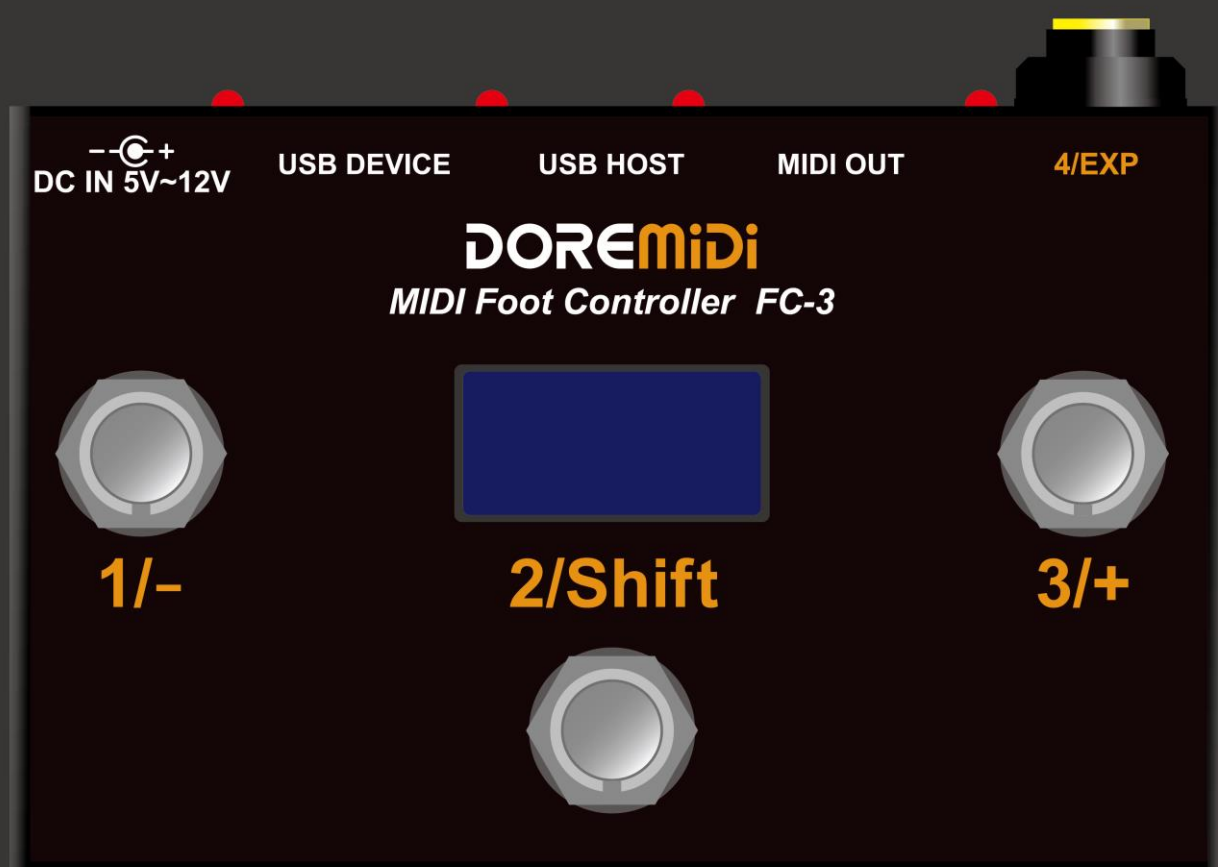 - + 
DC IN 5V~12V
USB DEVICE
USB HOST
MIDI OUT
4/EXP
DOREMiDi
MIDI Foot Controller FC-3
1/-
2/Shift
3/+